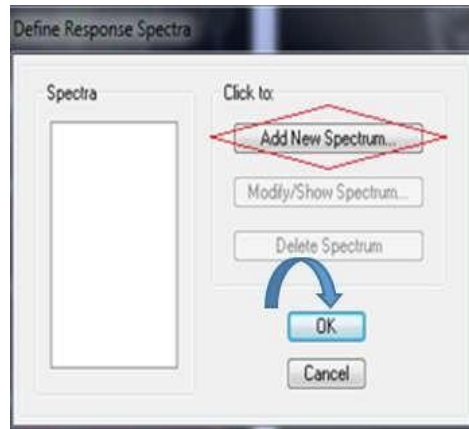 Define Response Spectra
Spectra
Click to:
Add New Spectrum...
Modify/Show Spectrum...
Delete Spectrum
OK
Cancel